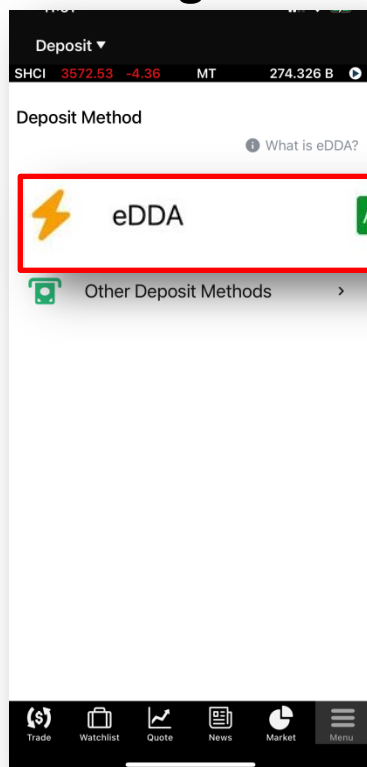 Deposit ▼
SHCI 3572.53 -4.36 MT 274.326 B
Deposit Method
What is eDDA?
eDDA
Other Deposit Methods >
Trade Watchlist Quote News Market Menu